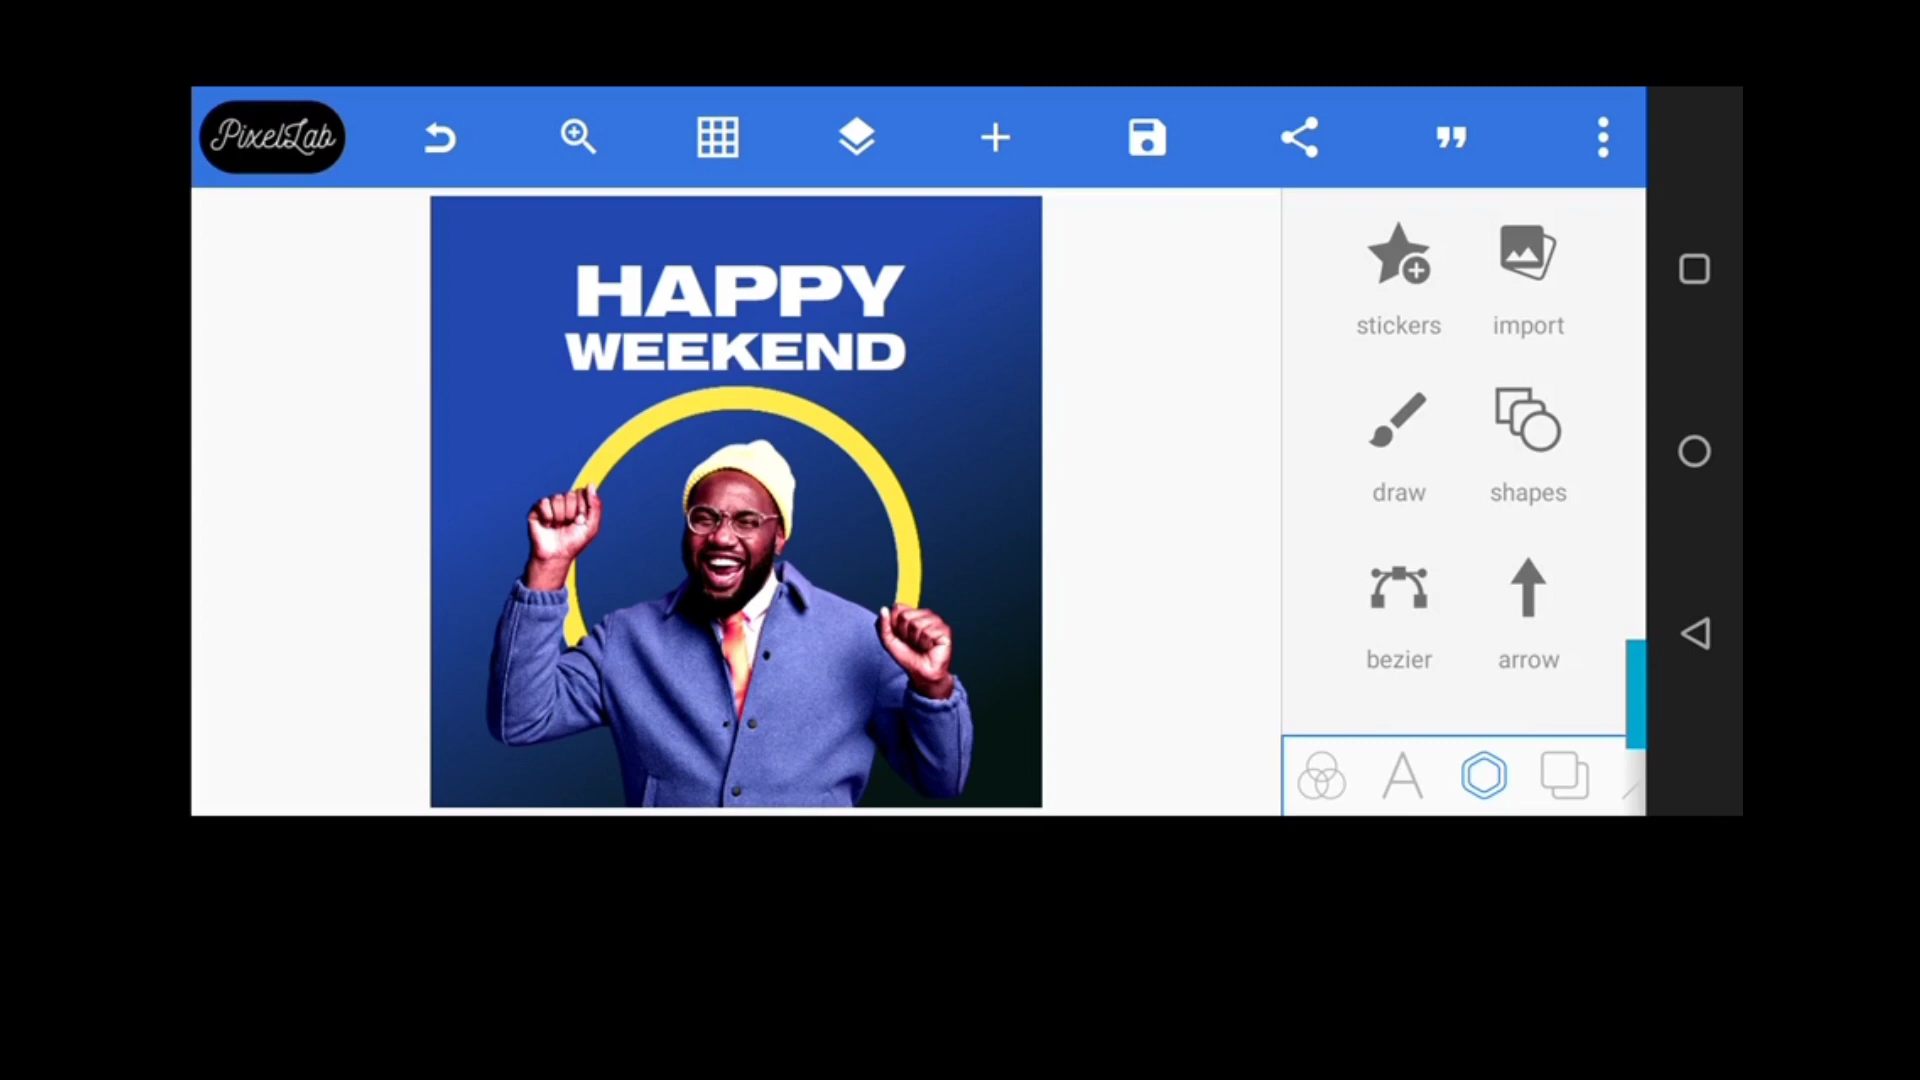 PixelLab
HAPPY
WEEKEND
stickers
import
draw
shapes
bezier
arrow